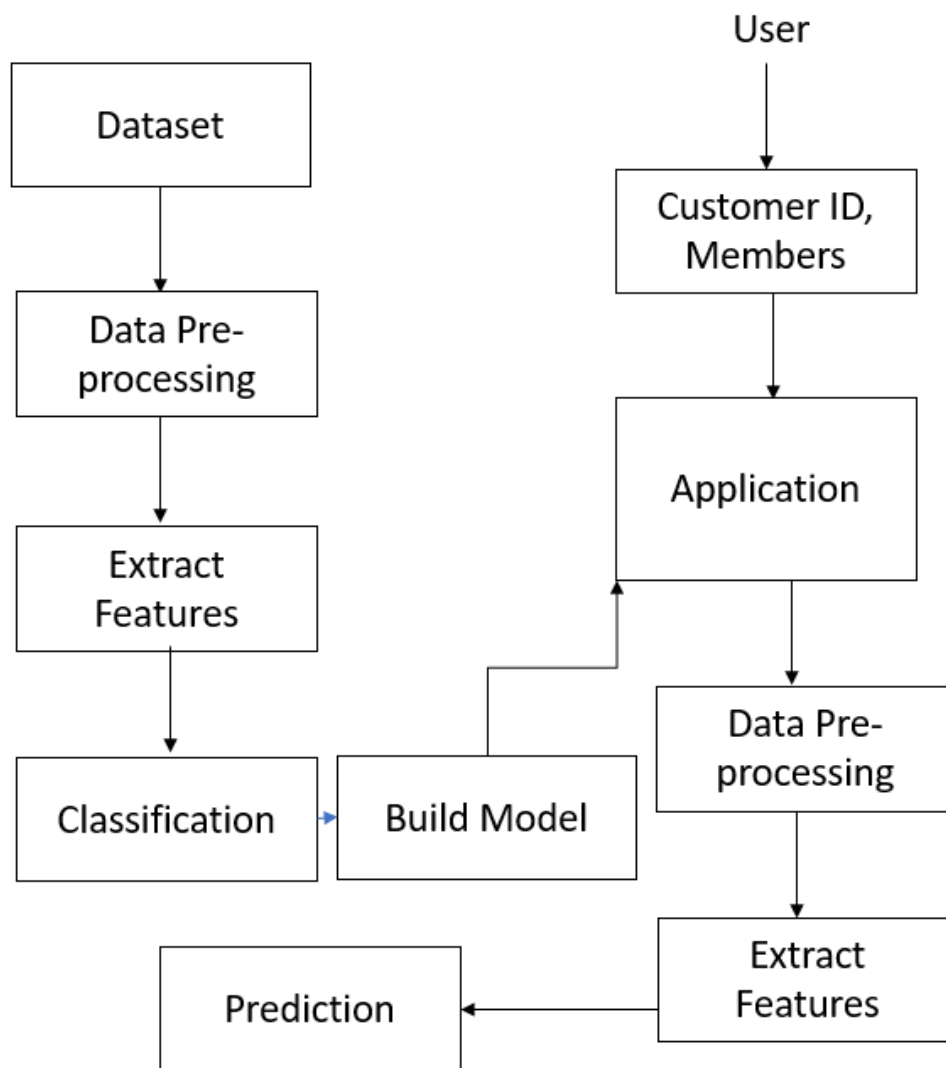 User
Dataset
Customer ID,
Members
Data Pre-
processing
Application
Extract
Features
Data Pre-
processing
Classification
Build Model
Extract
Features
Prediction